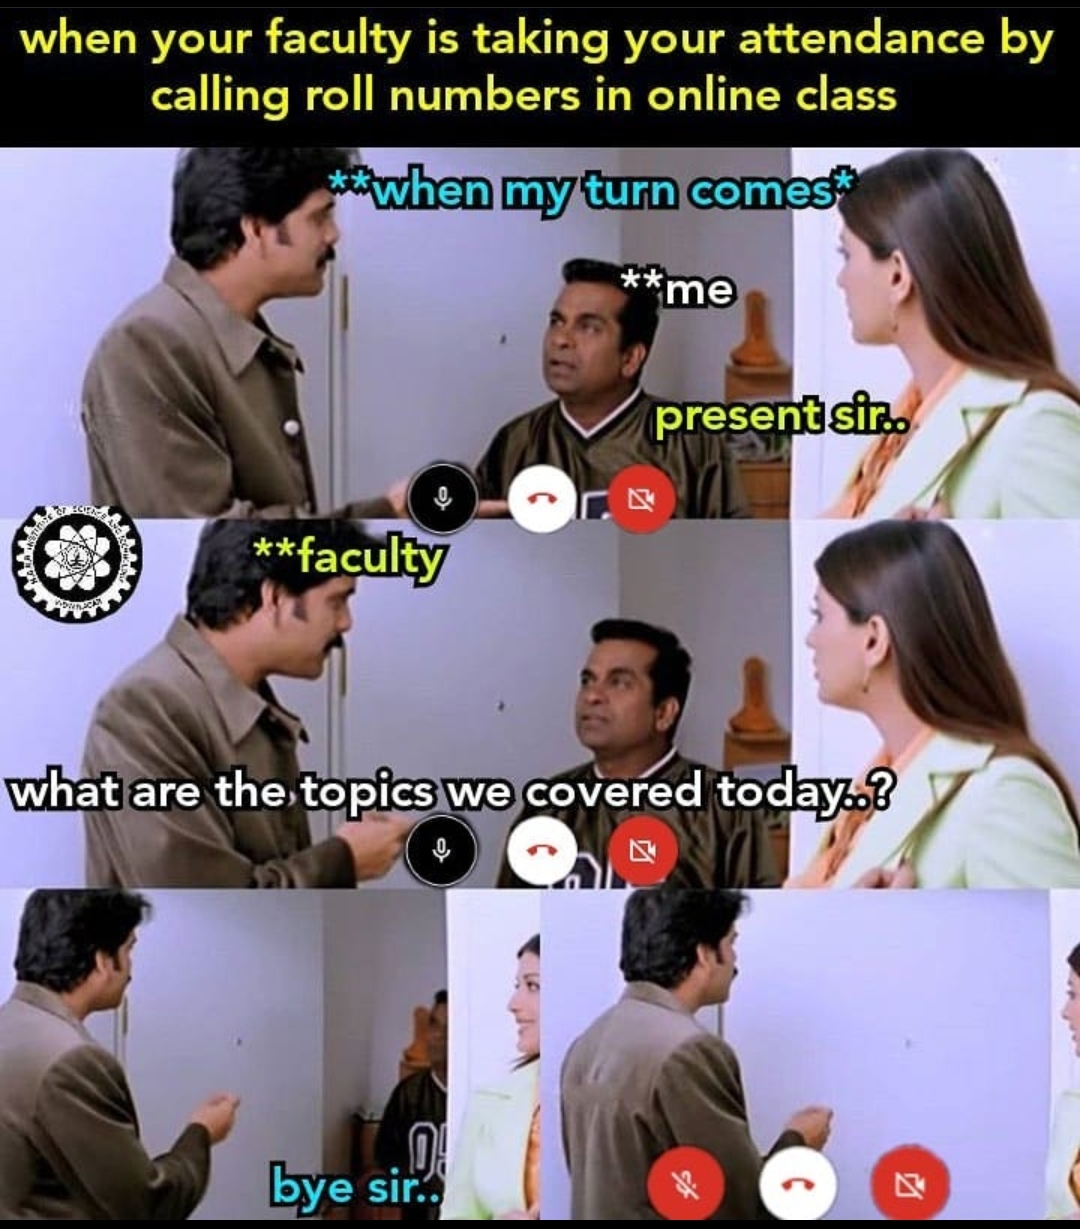 when your faculty is taking your attendance by
calling roll numbers in online class
**when my turn comes*
**me
present sir..
**faculty
what are the topics we covered today..?
bye sir..